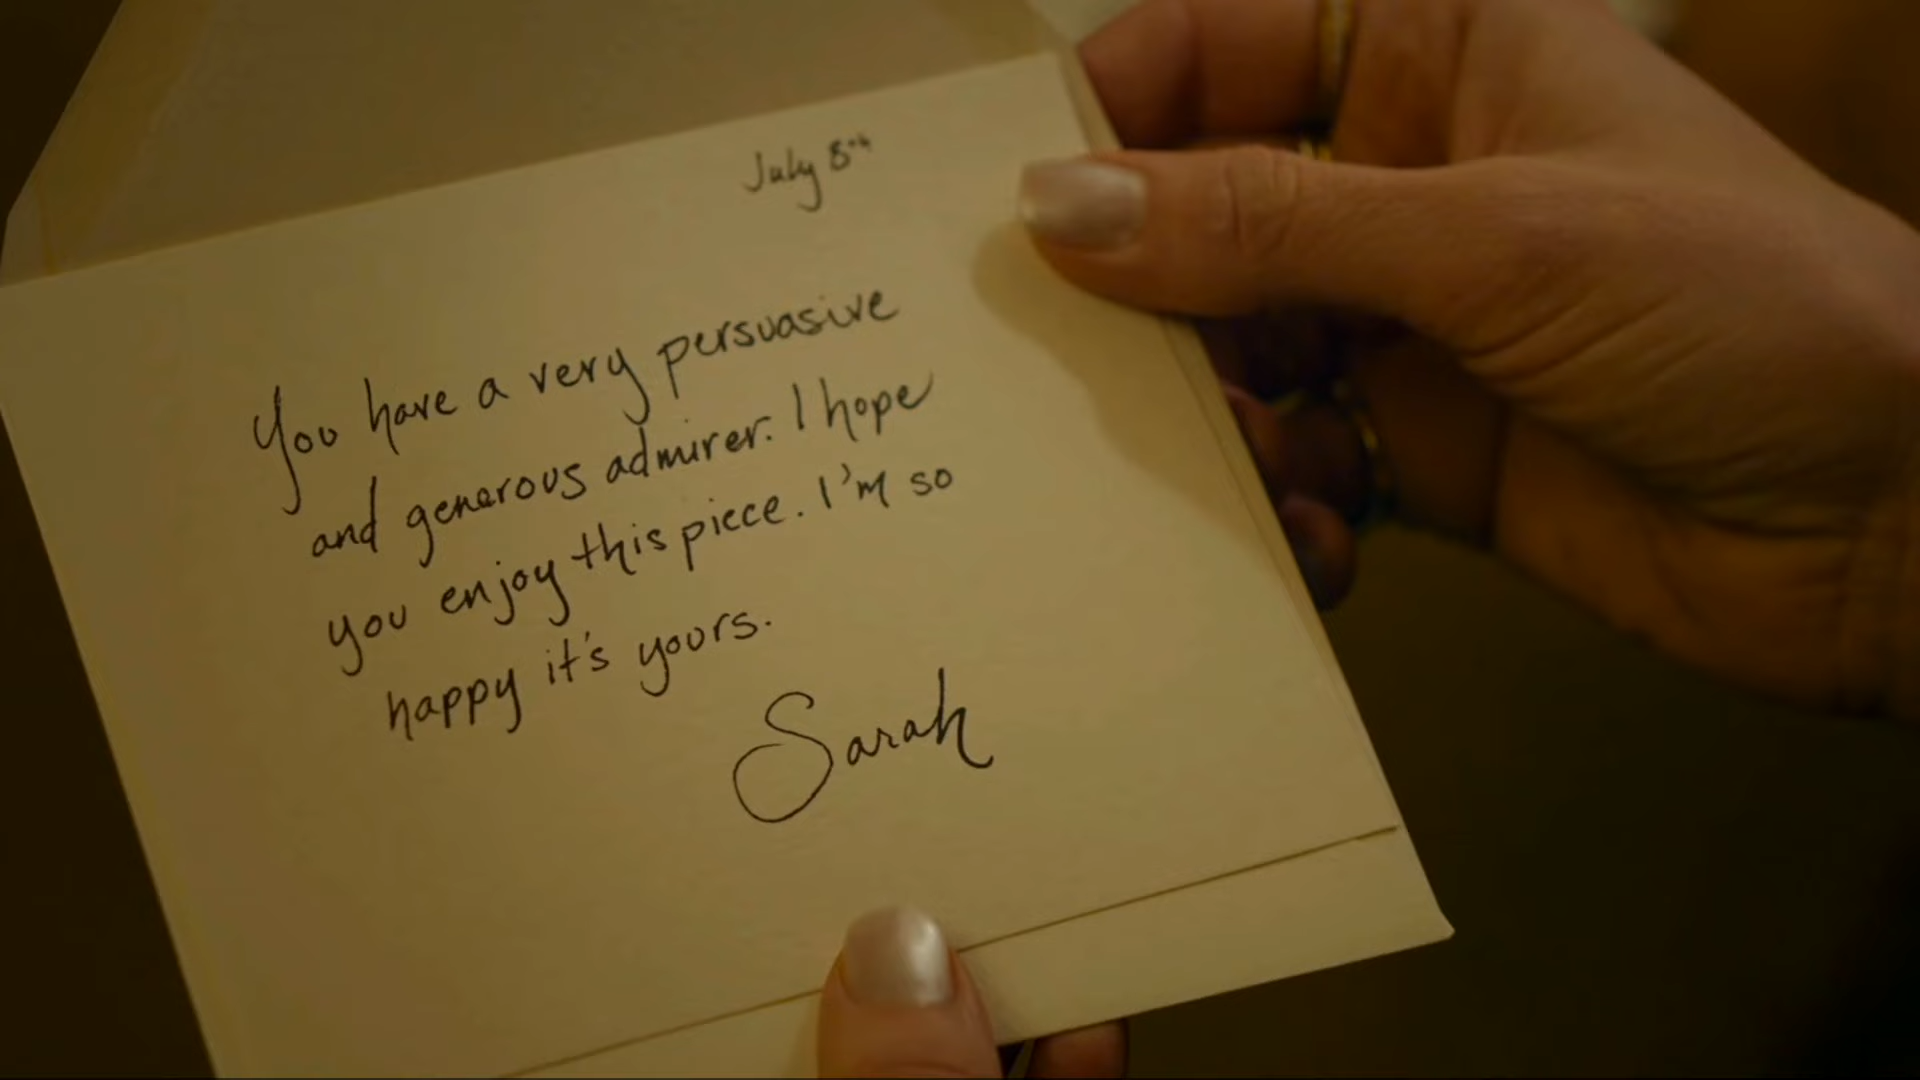 July 8th
You have a very persuasive
and generous admirer. I hope
you enjoy this piece. I'm so
happy it's yours.
Sarah